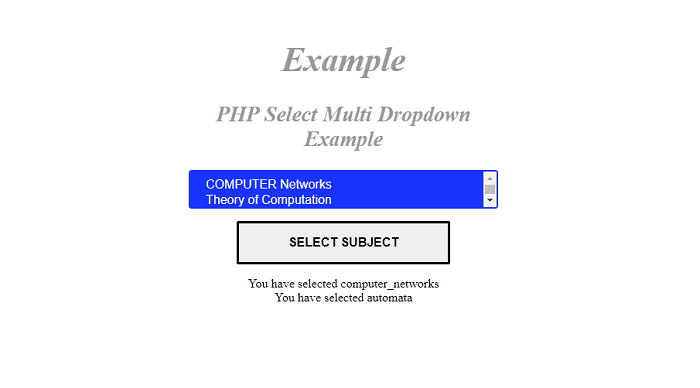 Example
PHP Select Multi Dropdown
Example
COMPUTER Networks
Theory of Computation
SELECT SUBJECT
You have selected computer_networks
You have selected automata